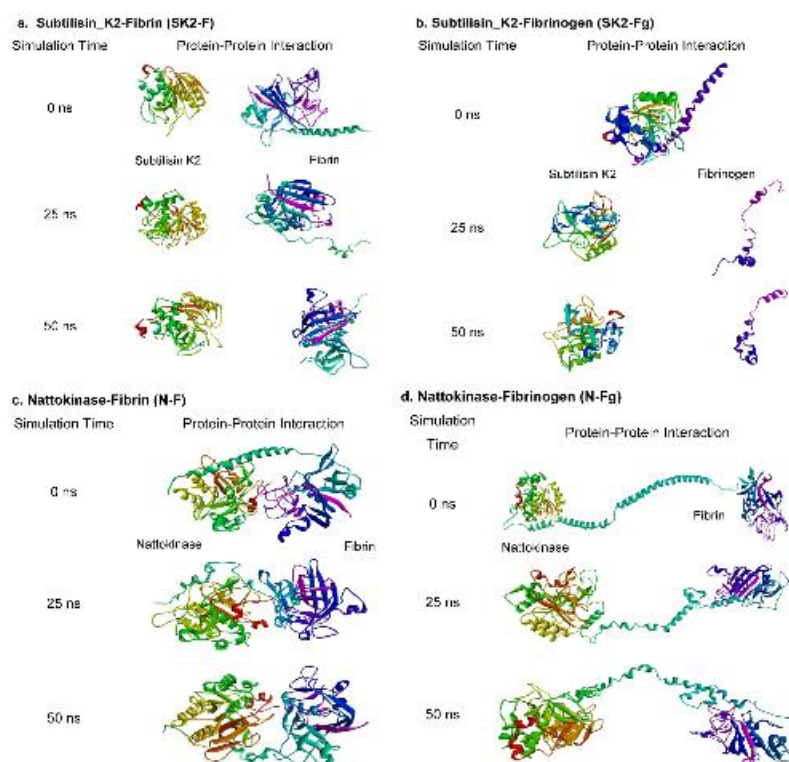 a. Subtilisin_K2-Fibrin (SK2-F)
Simulation Time Protein-Protein Interaction
0 ns
Subtilisin K2 Fibrin
25 ns
50 ns
b. Subtilisin_K2-Fibrinogen (SK2-Fg)
Simulation Time Protein-Protein Interaction
0 ns
Subtilisin K2 Fibrinogen
25 ns
50 ns
c. Nattokinase-Fibrin (N-F)
Simulation Time Protein-Protein Interaction
0 ns
Nattokinase Fibrin
25 ns
50 ns
d. Nattokinase-Fibrinogen (N-Fg)
Simulation
Time
Protein-Protein Interaction
0 ns
Fibrin
Nattokinase
25 ns
50 ns